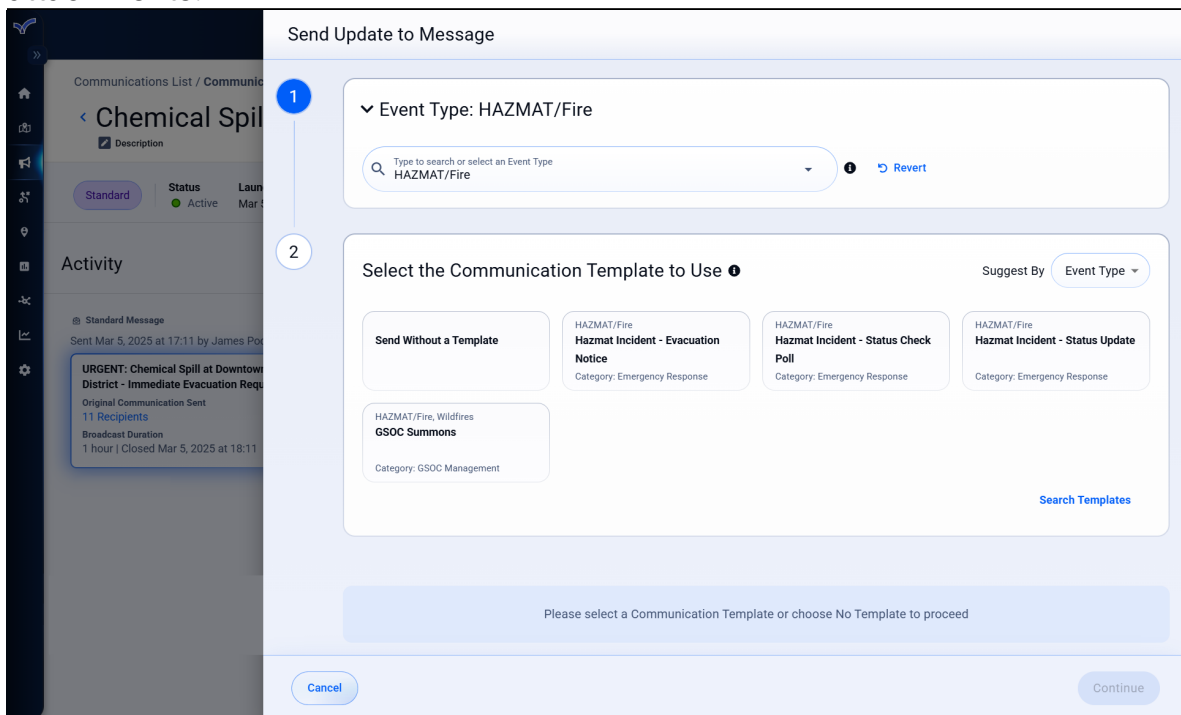 Send Update to Message
Communications List / Communic
Chemical Spil
Description
Standard
Status
Active
Laun
Mar 5
Activity
Standard Message
Sent Mar 5, 2025 at 17:11 by James Poo
URGENT: Chemical Spill at Downtown
District - Immediate Evacuation Requ
Original Communication Sent
11 Recipients
Broadcast Duration
1 hour | Closed Mar 5, 2025 at 18:11
1
Event Type: HAZMAT/Fire
Type to search or select an Event Type
HAZMAT/Fire
Revert
2
Select the Communication Template to Use
Suggest By
Event Type
Send Without a Template
HAZMAT/Fire
Hazmat Incident - Evacuation
Notice
Category: Emergency Response
HAZMAT/Fire
Hazmat Incident - Status Check
Poll
Category: Emergency Response
HAZMAT/Fire
Hazmat Incident - Status Update
Category: Emergency Response
HAZMAT/Fire, Wildfires
GSOC Summons
Category: GSOC Management
Search Templates
Please select a Communication Template or choose No Template to proceed
Cancel
Continue